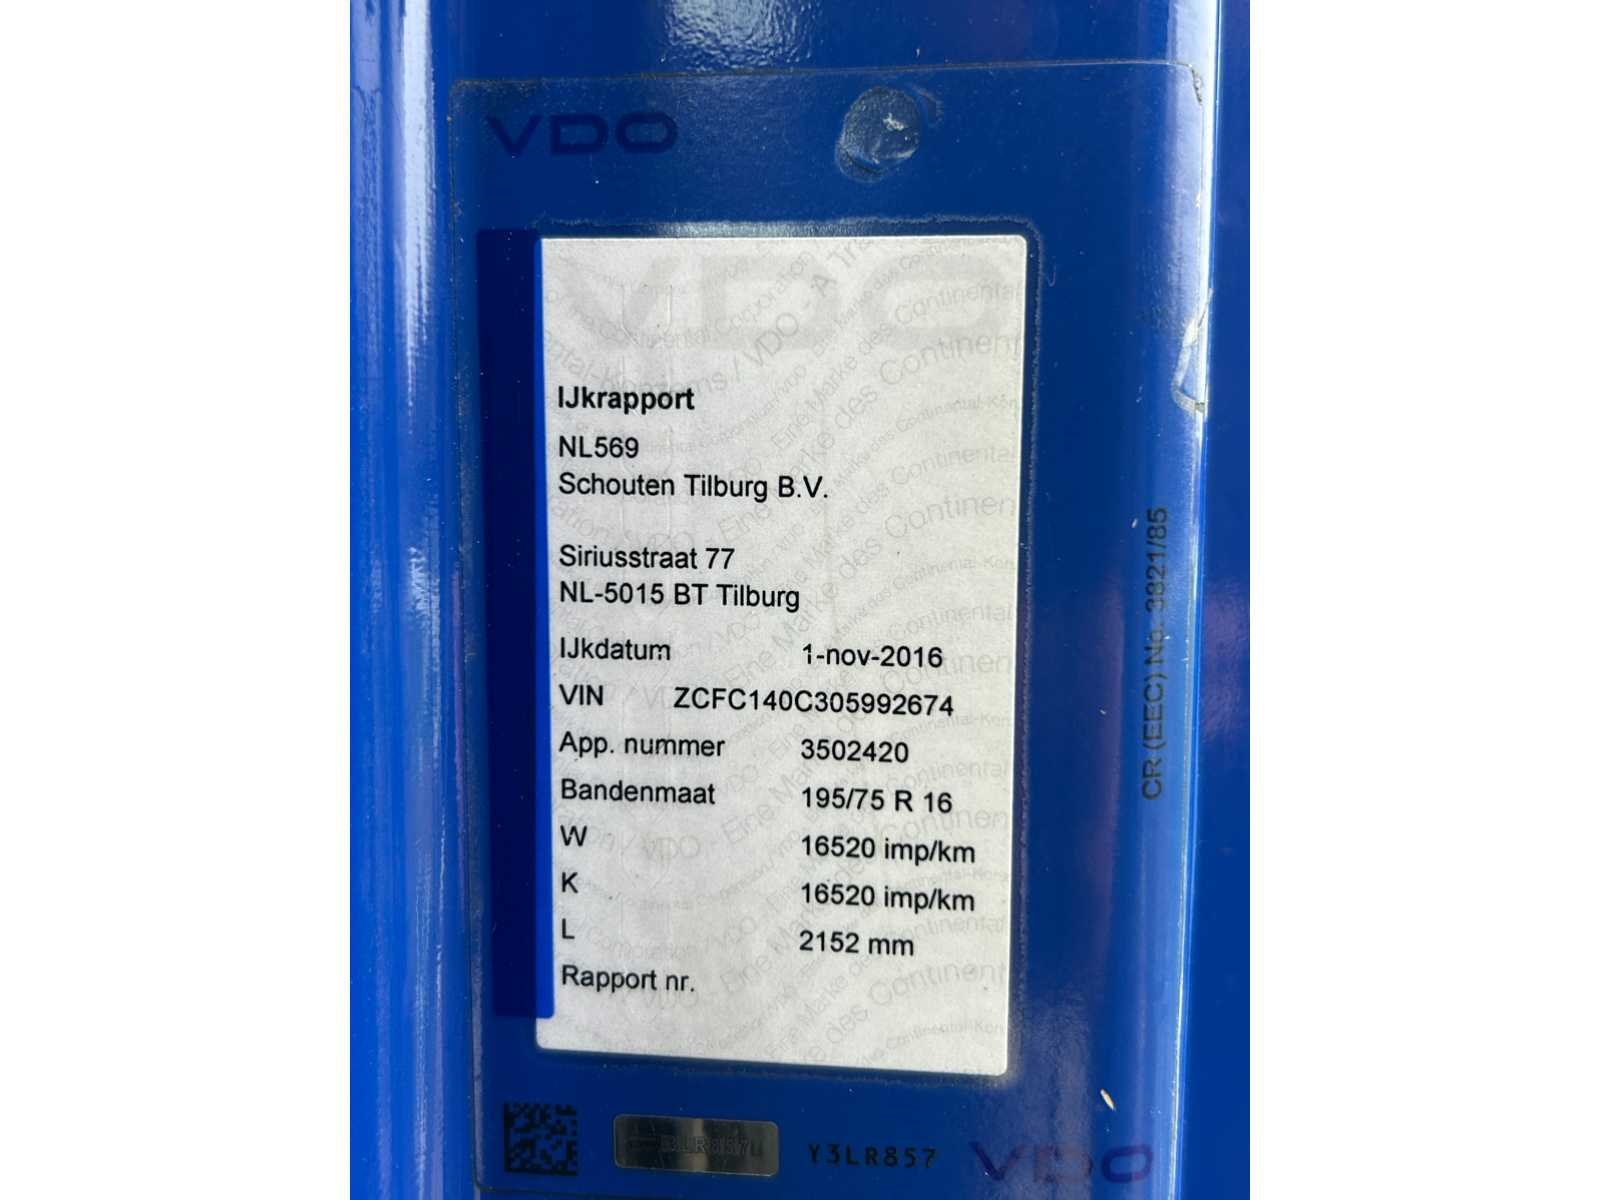 VDO
IJkrapport
NL569
Schouten Tilburg B.V.
Siriusstraat 77
NL-5015 BT Tilburg
IJkdatum 1-nov-2016
VIN ZCFC140C305992674
App. nummer 3502420
Bandenmaat 195/75 R 16
W 16520 imp/km
K 16520 imp/km
L 2152 mm
Rapport nr.
CR (EEC) No. 3821/85
Y3LR857
VDO